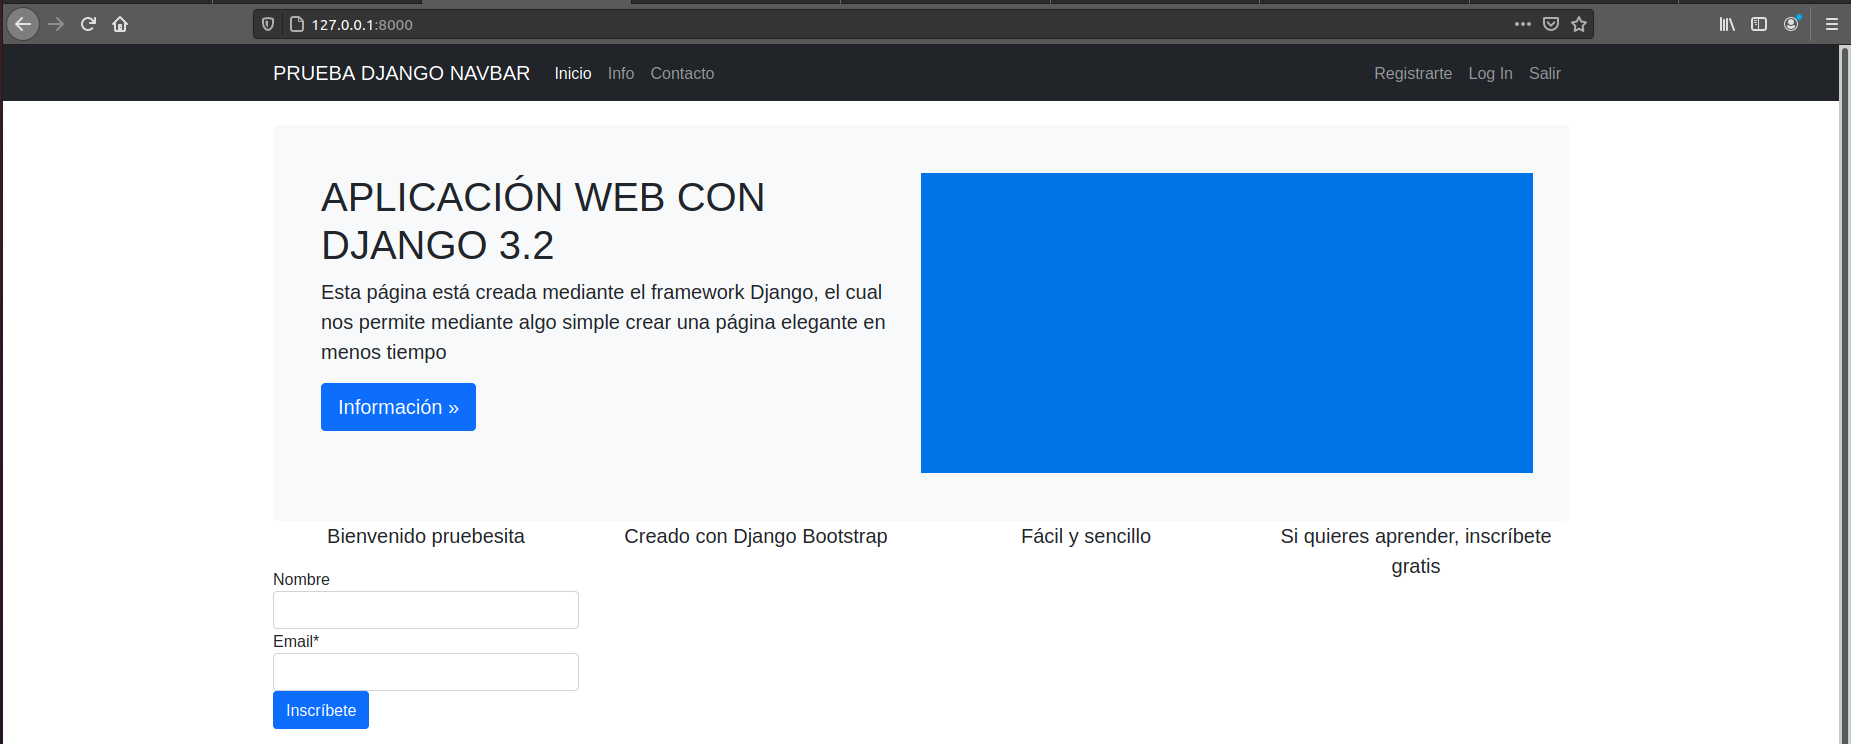 127.0.0.1:8000
PRUEBA DJANGO NAVBAR Inicio Info Contacto Registrarte Log In Salir
APLICACIÓN WEB CON
DJANGO 3.2
Esta página está creada mediante el framework Django, el cual
nos permite mediante algo simple crear una página elegante en
menos tiempo
Información »
Bienvenido pruebesita Creado con Django Bootstrap Fácil y sencillo Si quieres aprender, inscríbete
gratis
Nombre
Email*
Inscríbete